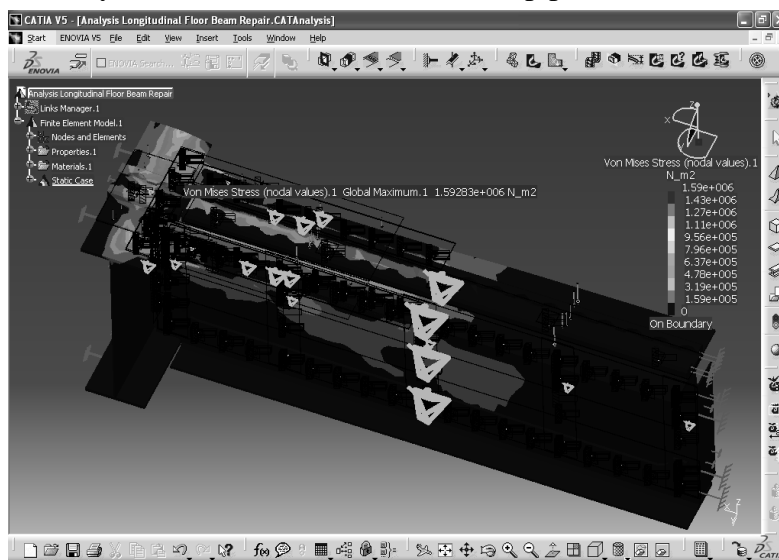 CATIA V5 - [Analysis Longitudinal Floor Beam Repair.CATAnalysis]
Start ENOVIA V5 File Edit View Insert Tools Window Help
ENOVIA
ENOVIA Search...
Analysis Longitudinal Floor Beam Repair
Links Manager.1
Finite Element Model.1
Nodes and Elements
Properties.1
Materials.1
Static Case
Von Mises Stress (nodal values).1 Global Maximum.1 1.59283e+006 N_m2
x
y
z
Von Mises Stress (nodal values).1
N_m2
1.59e+006
1.43e+006
1.27e+006
1.11e+006
9.56e+005
7.96e+005
6.37e+005
4.78e+005
3.19e+005
1.59e+005
0
On Boundary
f(x)